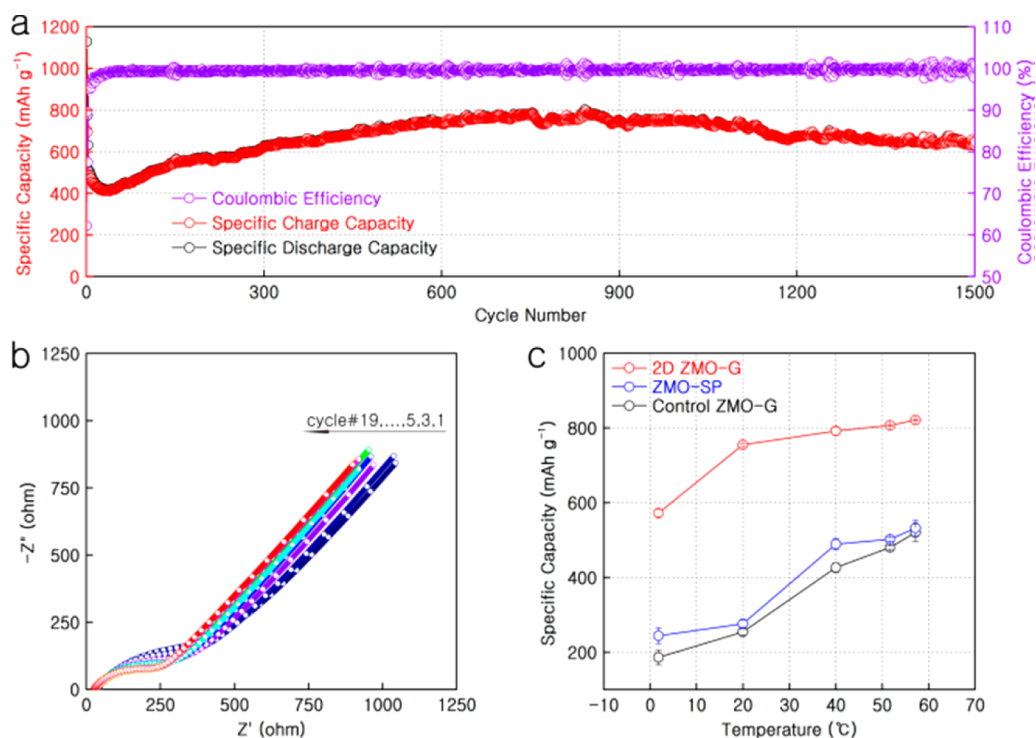 a
1200
1000
800
600
400
200
0
Specific Capacity (mAh g⁻¹)
110
100
90
80
70
60
50
Coulombic Efficiency (%)
Coulombic Efficiency
Specific Charge Capacity
Specific Discharge Capacity
0 300 600 900 1200 1500
Cycle Number
b
1250
1000
750
500
250
0
-Z" (ohm)
cycle#19,...,5,3,1
0 250 500 750 1000 1250
Z' (ohm)
c
1000
800
600
400
200
Specific Capacity (mAh g⁻¹)
2D ZMO-G
ZMO-SP
Control ZMO-G
-10 0 10 20 30 40 50 60 70
Temperature (℃)